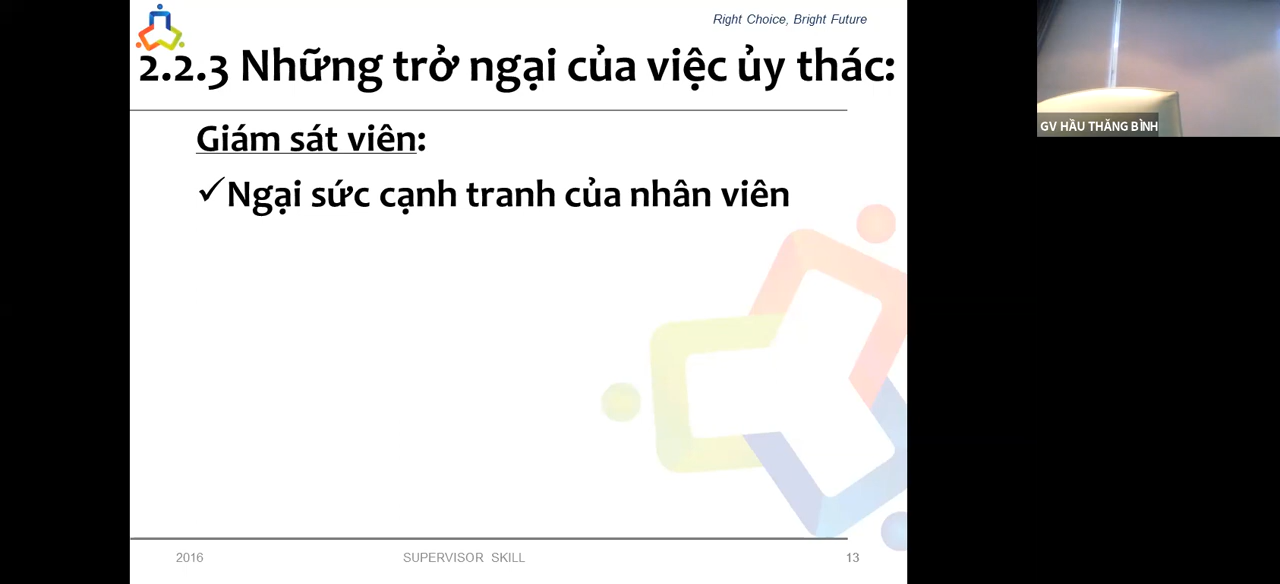 Right Choice, Bright Future
2.2.3 Những trở ngại của việc ủy thác:
Giám sát viên:
✓Ngại sức cạnh tranh của nhân viên
GV HẦU THĂNG BÌNH
2016 SUPERVISOR SKILL 13